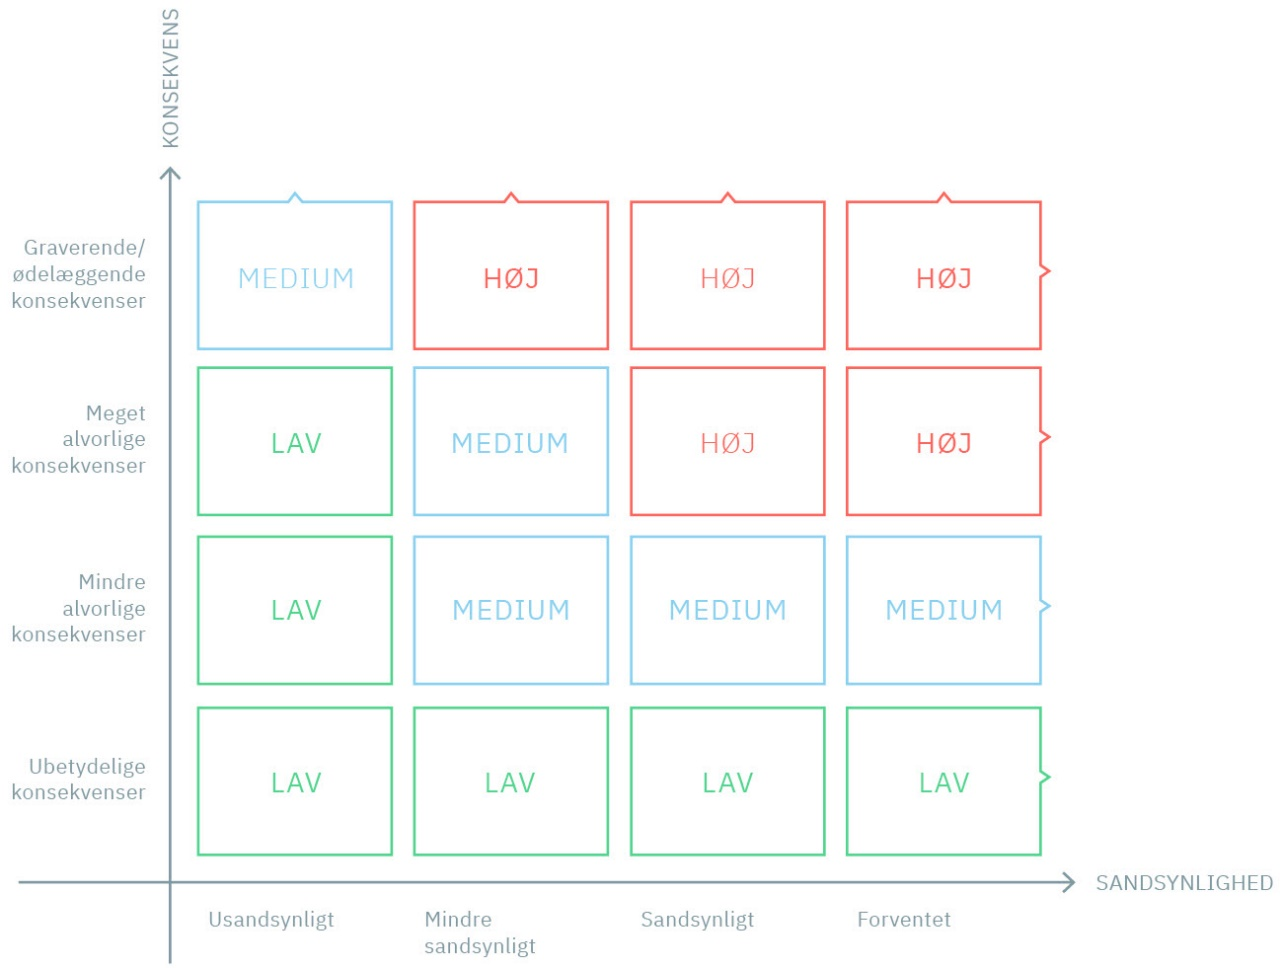 KONSEKVENS
Graverende/
ødelæggende
konsekvenser
MEDIUM
HØJ
HØJ
HØJ
Meget
alvorlige
konsekvenser
LAV
MEDIUM
HØJ
HØJ
Mindre
alvorlige
konsekvenser
LAV
MEDIUM
MEDIUM
MEDIUM
Ubetydelige
konsekvenser
LAV
LAV
LAV
LAV
SANDSYNLIGHED
Usandsynligt
Mindre
sandsynligt
Sandsynligt
Forventet